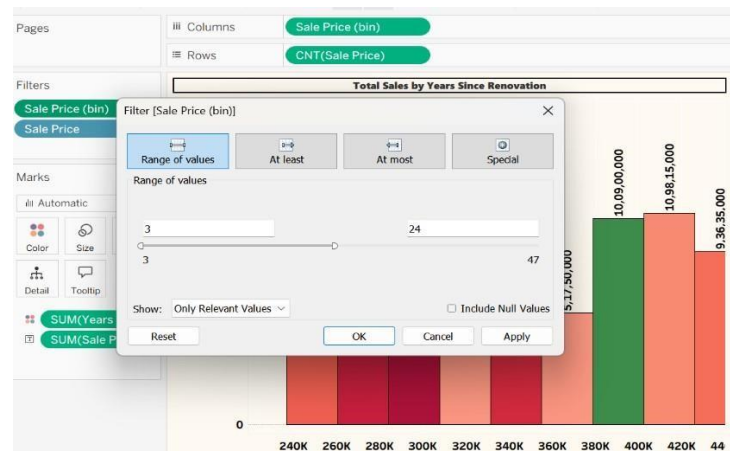 Pages
Columns
Sale Price (bin)
Rows
CNT(Sale Price)
Filters
Total Sales by Years Since Renovation
Sale Price (bin)
Sale Price
Filter [Sale Price (bin)]
Range of values
At least
At most
Special
Range of values
3
24
3
47
Show: Only Relevant Values
Include Null Values
Reset
OK
Cancel
Apply
Marks
Automatic
Color
Size
Detail
Tooltip
SUM(Years
SUM(Sale P
5,17,50,000
10,09,00,000
10,98,15,000
9,36,35,000
0
240K 260K 280K 300K 320K 340K 360K 380K 400K 420K 44